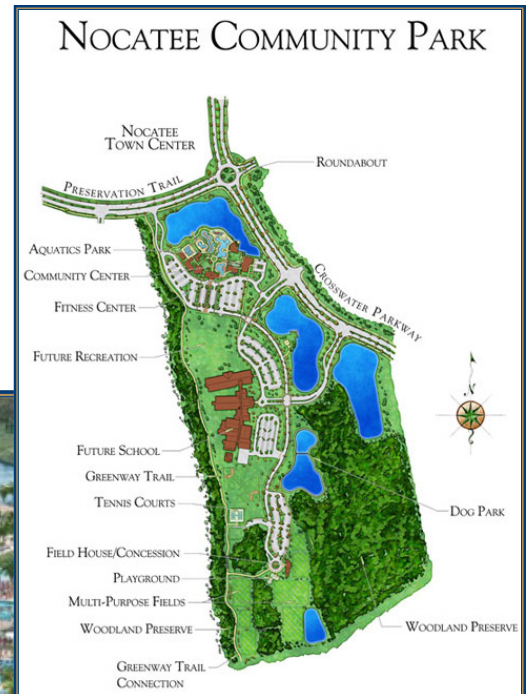 NOCATEE COMMUNITY PARK
NOCATEE
TOWN CENTER
ROUNDABOUT
PRESERVATION TRAIL
AQUATICS PARK
COMMUNITY CENTER
CROSSWATER PARKWAY
FITNESS CENTER
FUTURE RECREATION
FUTURE SCHOOL
GREENWAY TRAIL
TENNIS COURTS
DOG PARK
FIELD HOUSE/CONCESSION
PLAYGROUND
MULTI-PURPOSE FIELDS
WOODLAND PRESERVE
WOODLAND PRESERVE
GREENWAY TRAIL
CONNECTION